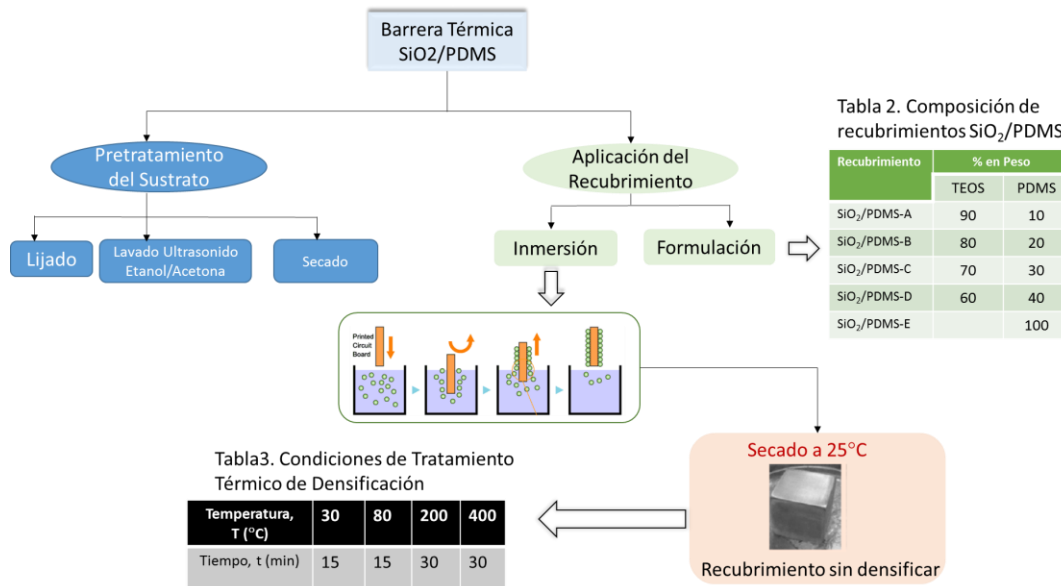 Barrera Térmica
SiO2/PDMS
Pretratamiento
del Sustrato
Aplicación del
Recubrimiento
Lijado
Lavado Ultrasonido
Etanol/Acetona
Secado
Inmersión
Formulación
Tabla 2. Composición de
recubrimientos SiO₂/PDMS
Recubrimiento % en Peso
TEOS PDMS
SiO₂/PDMS-A 90 10
SiO₂/PDMS-B 80 20
SiO₂/PDMS-C 70 30
SiO₂/PDMS-D 60 40
SiO₂/PDMS-E 100
Printed
Circuit
Board
Secado a 25°C
Recubrimiento sin densificar
Tabla3. Condiciones de Tratamiento
Térmico de Densificación
Temperatura, 30 80 200 400
T (°C)
Tiempo, t (min) 15 15 30 30